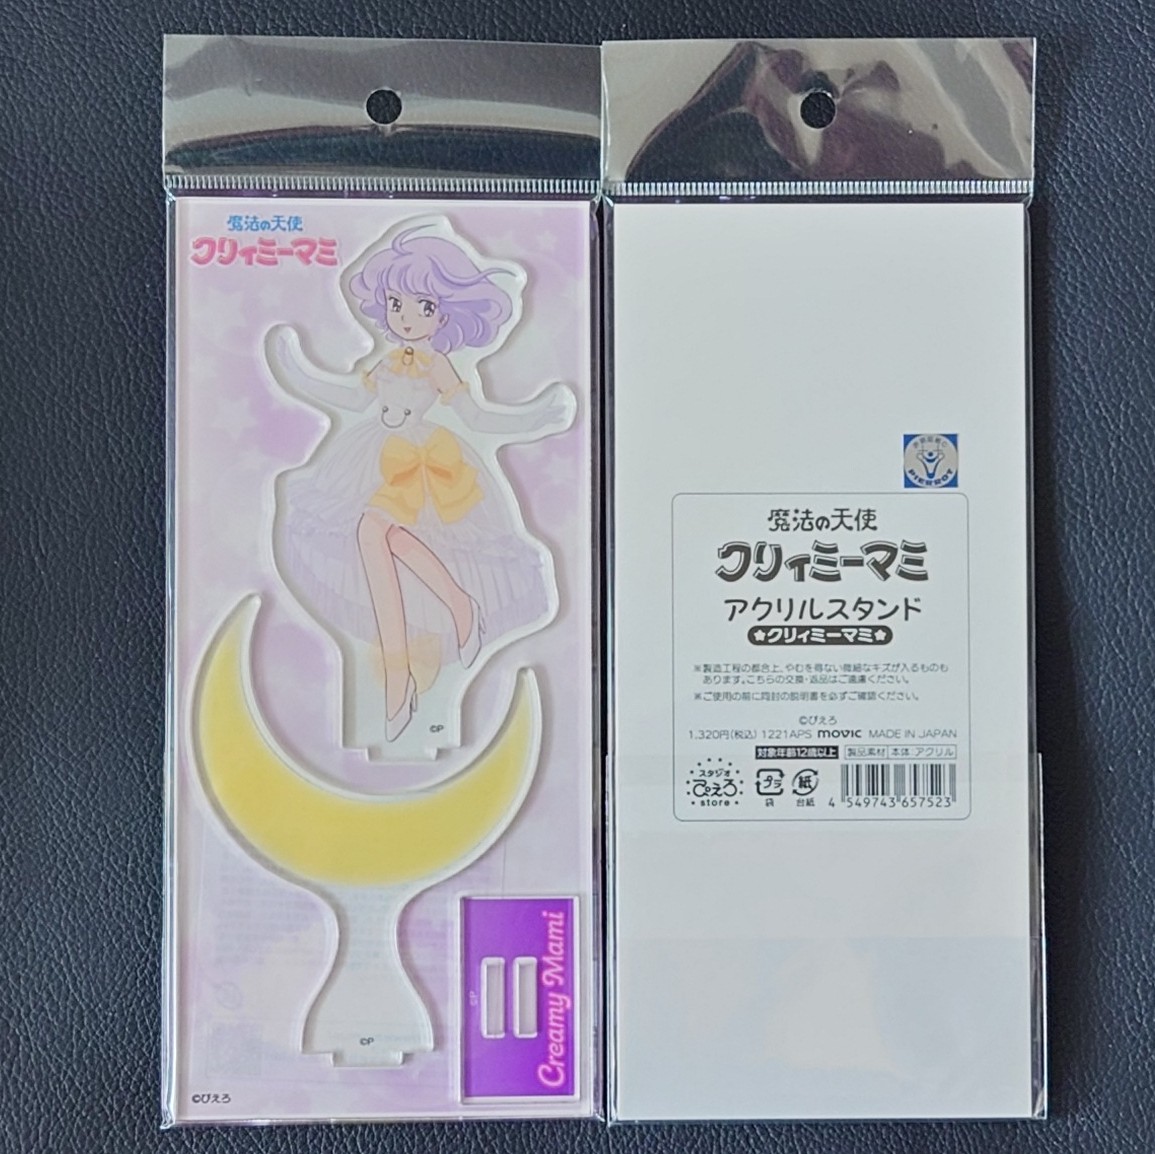 魔法の天使
クリィミーマミ
©P
©P
©P
Creamy Mami
©ぴえろ
PIERROT
魔法の天使
クリィミーマミ
アクリルスタンド
★クリィミーマミ★
※製造工程の都合上、やむを得ない微細なキズが入るものも
あります。こちらの交換・返品はご遠慮ください。
※ご使用の前に同封の説明書を必ずご確認ください。
©ぴえろ
1,320円(税込) 1221APS movic MADE IN JAPAN
対象年齢12歳以上 製品素材 本体:アクリル
スタジオ
ぴえろ
store
プラ
袋
紙
台紙
4 549743 657523